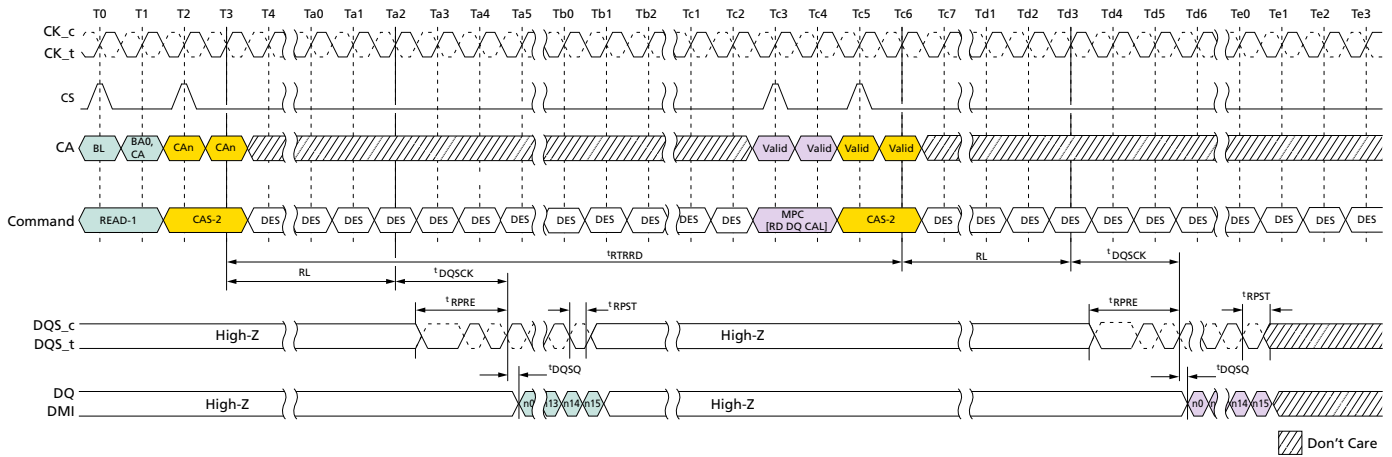 T0 T1 T2 T3 T4 Ta0 Ta1 Ta2 Ta3 Ta4 Ta5 Tb0 Tb1 Tb2 Tc1 Tc2 Tc3 Tc4 Tc5 Tc6 Tc7 Td1 Td2 Td3 Td4 Td5 Td6 Te0 Te1 Te2 Te3
CK_c
CK_t
CS
CA BL BA0, CA CAn CAn Valid Valid Valid Valid
Command READ-1 CAS-2 DES DES DES DES DES DES DES DES DES DES DES DES MPC [RD DQ CAL] CAS-2 DES DES DES DES DES DES DES DES DES DES DES
tRTRRD
RL tDQSCK RL tDQSCK
tRPRE tRPST tRPRE tRPST
DQS_c
DQS_t
High-Z High-Z
tDQSQ tDQSQ
DQ
DMI
High-Z n0 n13 n14 n15 High-Z n0 n14 n15
Don't Care